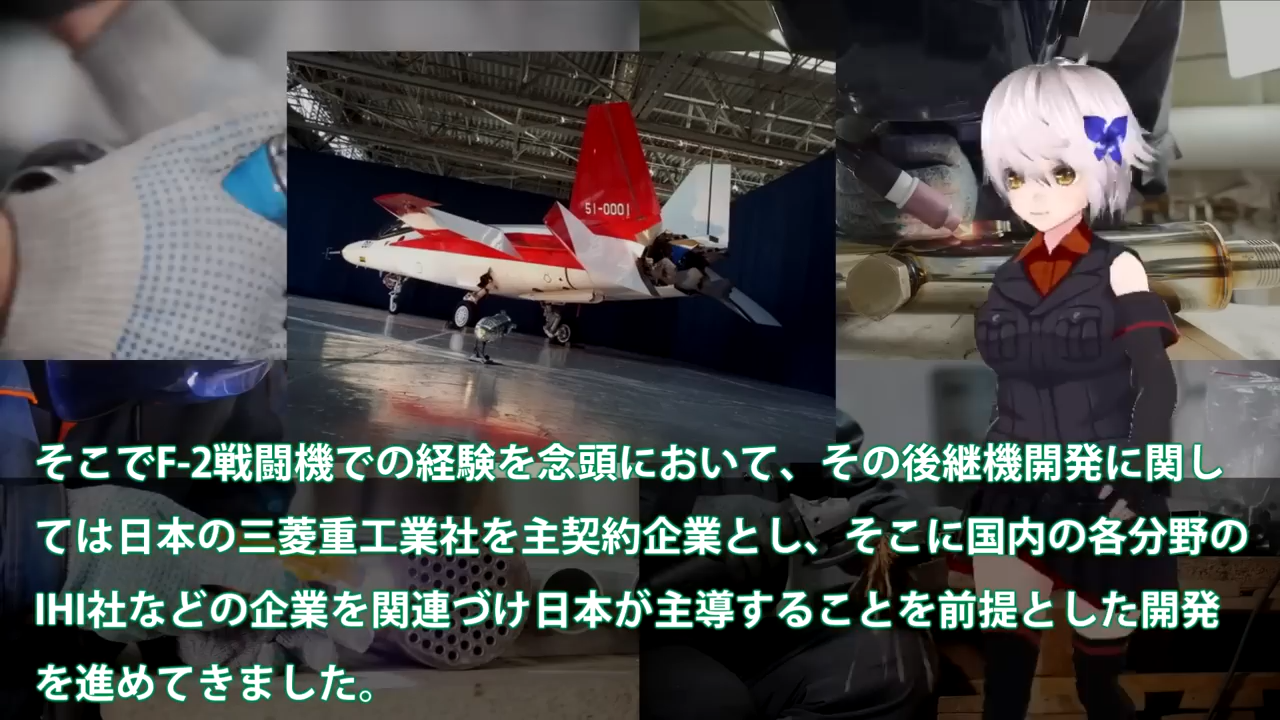 51-0001
そこでF-2戦闘機での経験を念頭において、その後継機開発に関し
ては日本の三菱重工業社を主契約企業とし、そこに国内の各分野の
IHI社などの企業を関連づけ日本が主導することを前提とした開発
を進めてきました。